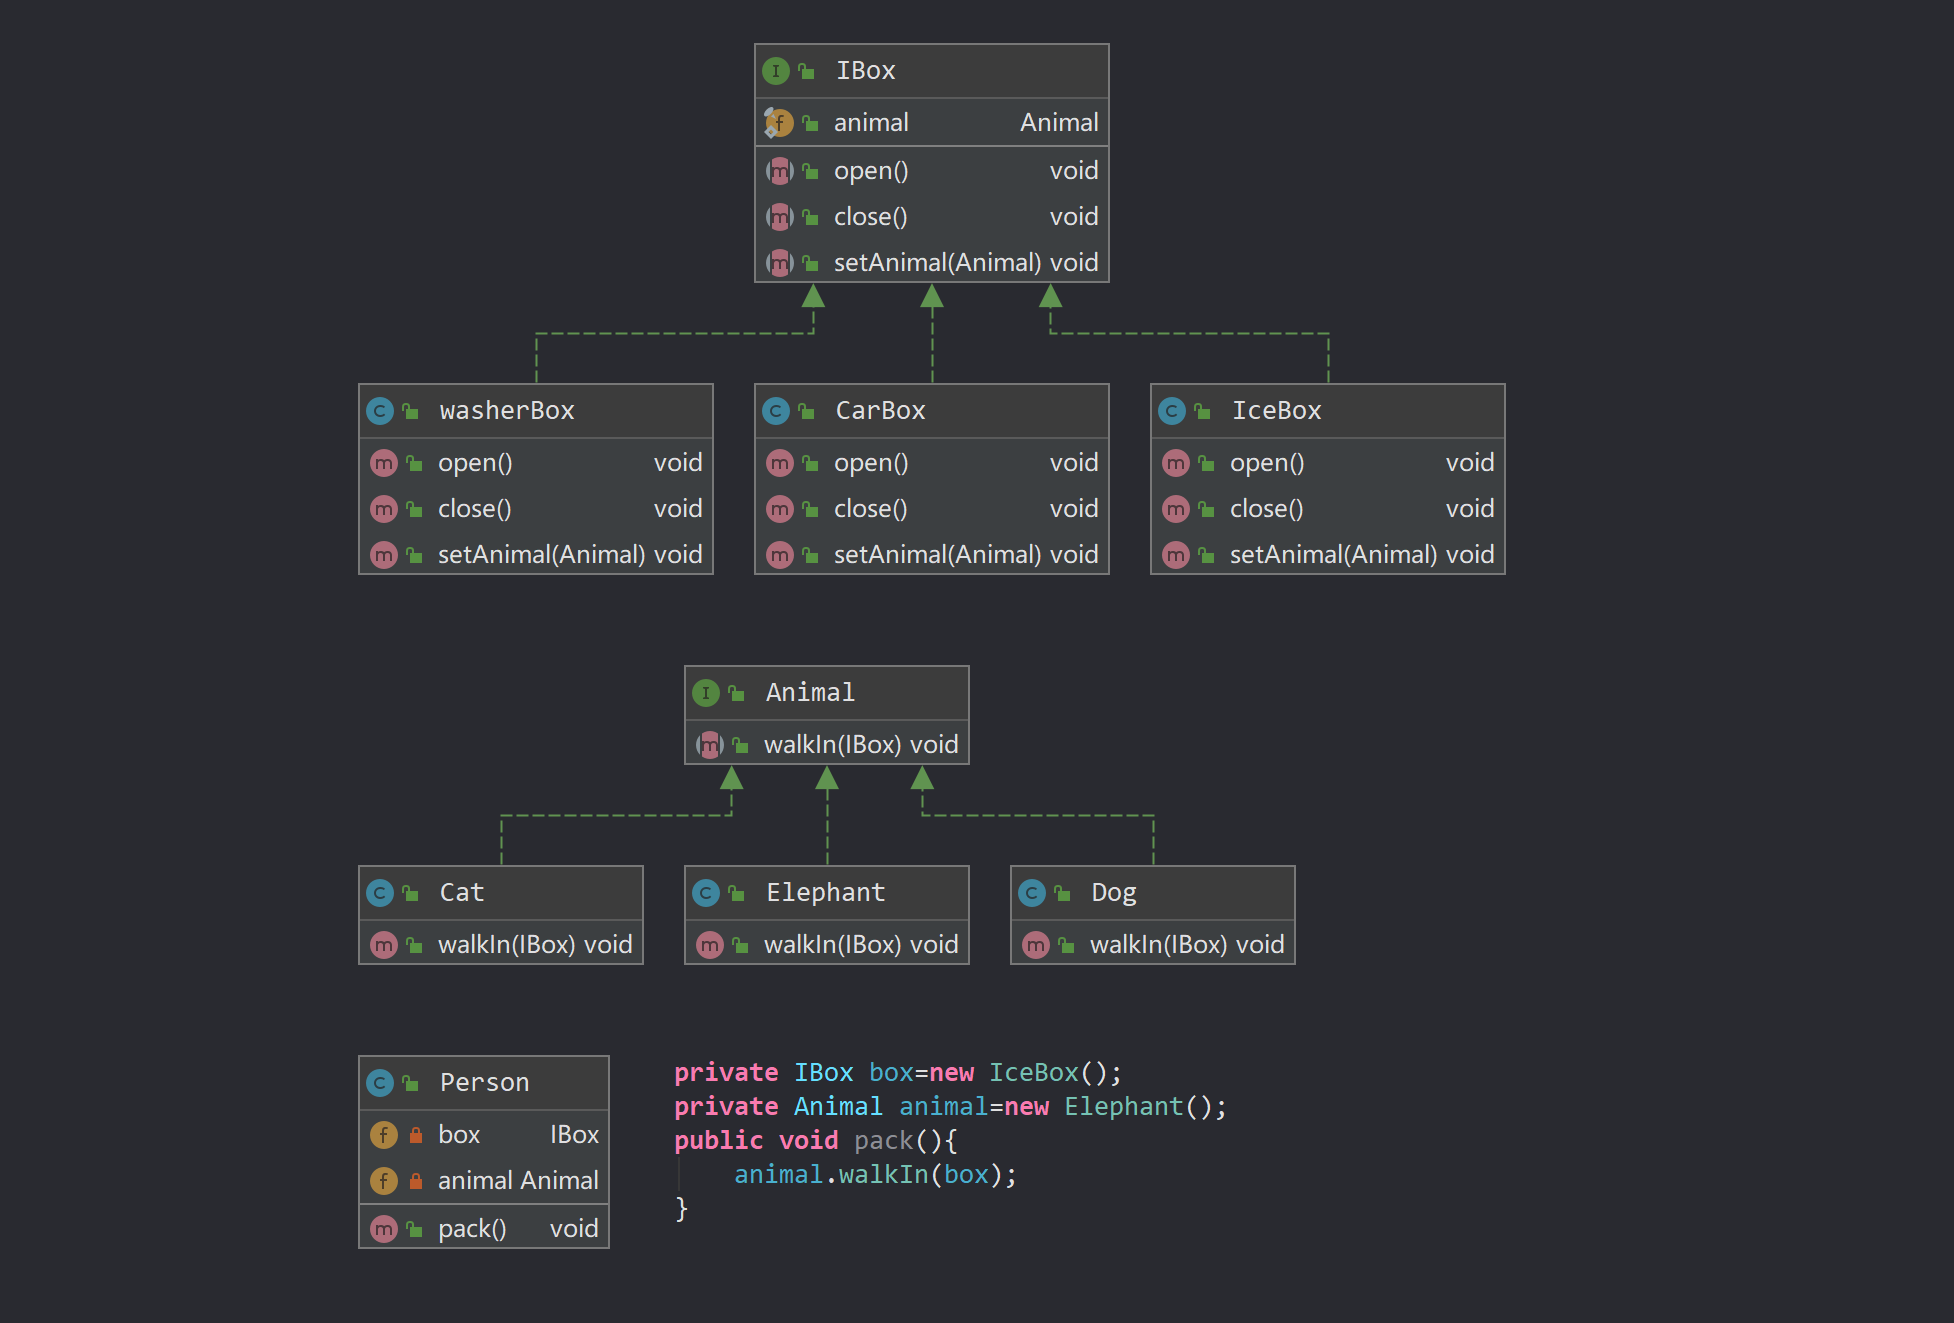 IBox
animal Animal
open() void
close() void
setAnimal(Animal) void
washerBox
open() void
close() void
setAnimal(Animal) void
CarBox
open() void
close() void
setAnimal(Animal) void
IceBox
open() void
close() void
setAnimal(Animal) void
Animal
walkIn(IBox) void
Cat
walkIn(IBox) void
Elephant
walkIn(IBox) void
Dog
walkIn(IBox) void
Person
box IBox
animal Animal
pack() void
private IBox box=new IceBox();
private Animal animal=new Elephant();
public void pack(){
animal.walkIn(box);
}